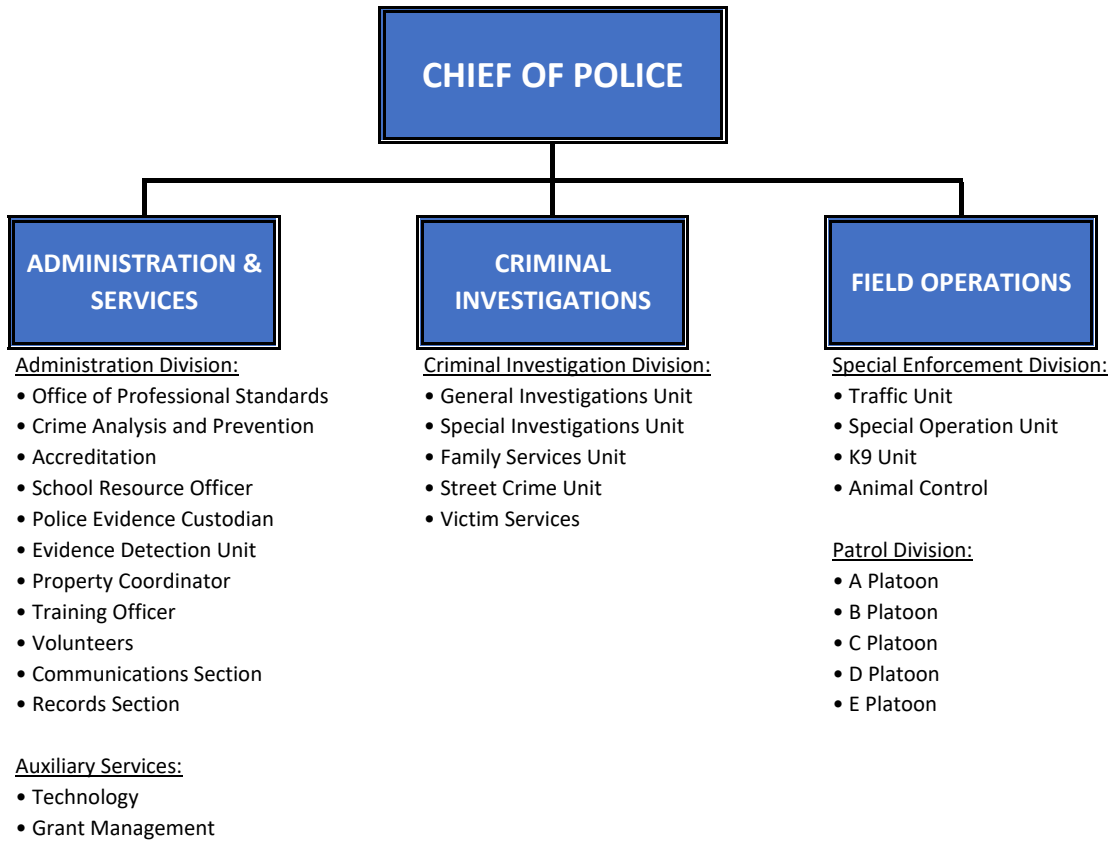 CHIEF OF POLICE
ADMINISTRATION &
SERVICES
Administration Division:
• Office of Professional Standards
• Crime Analysis and Prevention
• Accreditation
• School Resource Officer
• Police Evidence Custodian
• Evidence Detection Unit
• Property Coordinator
• Training Officer
• Volunteers
• Communications Section
• Records Section
Auxiliary Services:
• Technology
• Grant Management
CRIMINAL
INVESTIGATIONS
Criminal Investigation Division:
• General Investigations Unit
• Special Investigations Unit
• Family Services Unit
• Street Crime Unit
• Victim Services
FIELD OPERATIONS
Special Enforcement Division:
• Traffic Unit
• Special Operation Unit
• K9 Unit
• Animal Control
Patrol Division:
• A Platoon
• B Platoon
• C Platoon
• D Platoon
• E Platoon